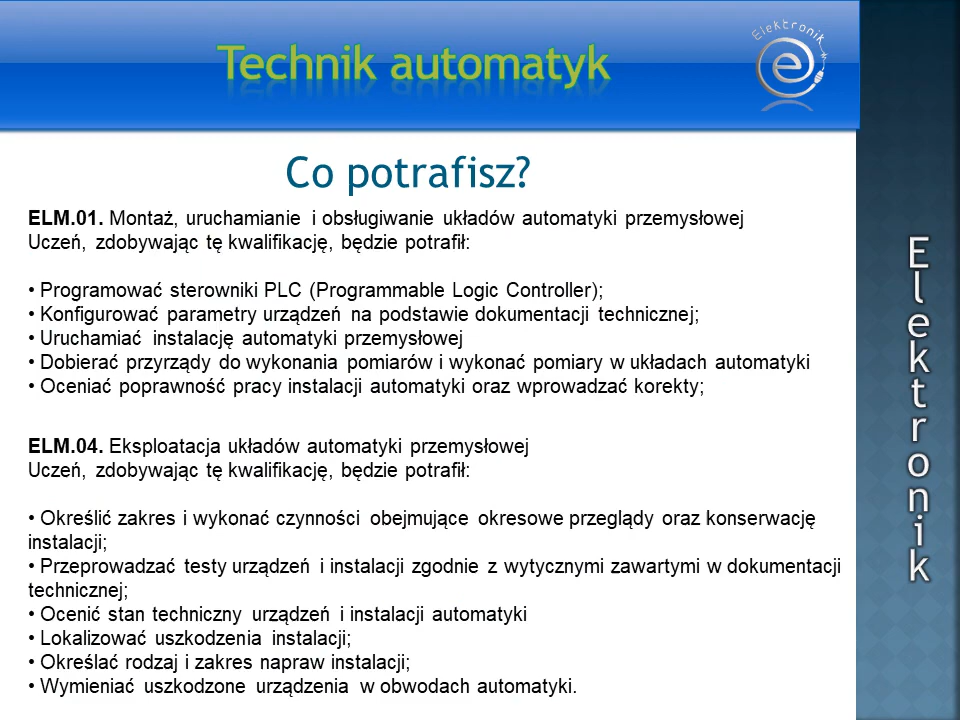 Technik automatyk
Elektronik
e
Co potrafisz?
ELM.01. Montaż, uruchamianie i obsługiwanie układów automatyki przemysłowej
Uczeń, zdobywając tę kwalifikację, będzie potrafił:
• Programować sterowniki PLC (Programmable Logic Controller);
• Konfigurować parametry urządzeń na podstawie dokumentacji technicznej;
• Uruchamiać instalację automatyki przemysłowej
• Dobierać przyrządy do wykonania pomiarów i wykonać pomiary w układach automatyki
• Oceniać poprawność pracy instalacji automatyki oraz wprowadzać korekty;
ELM.04. Eksploatacja układów automatyki przemysłowej
Uczeń, zdobywając tę kwalifikację, będzie potrafił:
• Określić zakres i wykonać czynności obejmujące okresowe przeglądy oraz konserwację
instalacji;
• Przeprowadzać testy urządzeń i instalacji zgodnie z wytycznymi zawartymi w dokumentacji
technicznej;
• Ocenić stan techniczny urządzeń i instalacji automatyki
• Lokalizować uszkodzenia instalacji;
• Określać rodzaj i zakres napraw instalacji;
• Wymieniać uszkodzone urządzenia w obwodach automatyki.
Elektronik